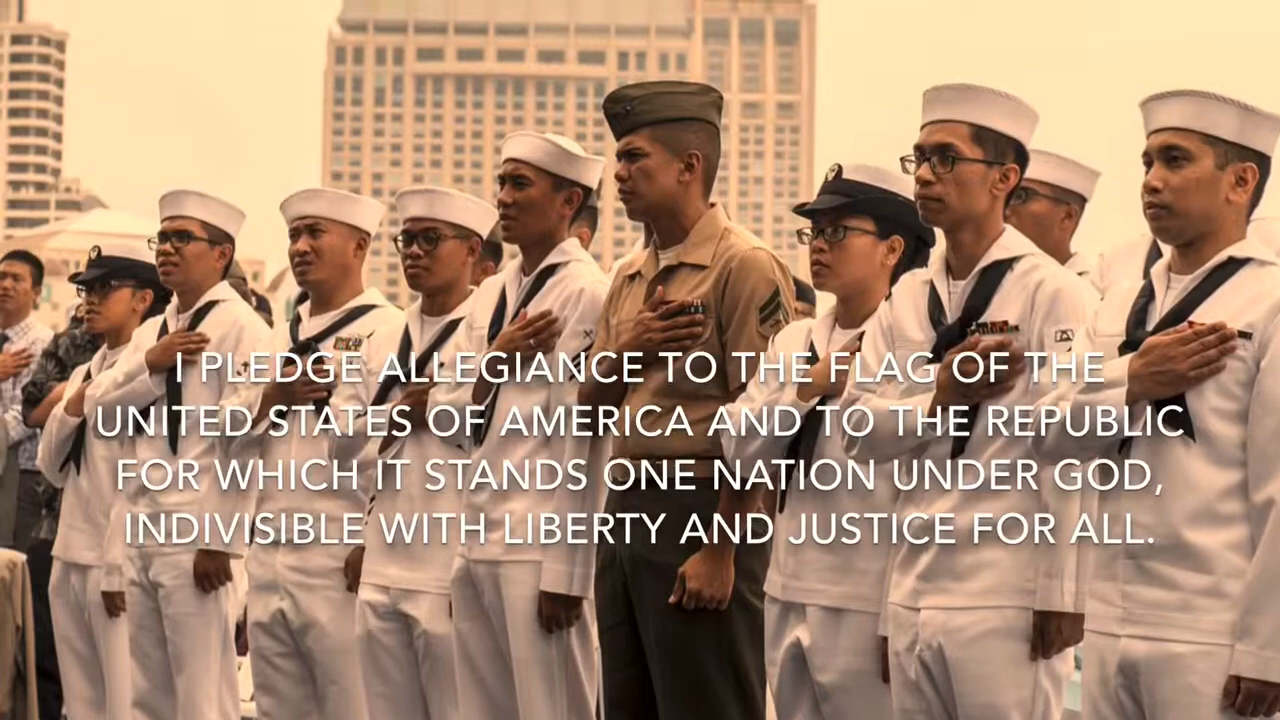 I PLEDGE ALLEGIANCE TO THE FLAG OF THE
UNITED STATES OF AMERICA AND TO THE REPUBLIC
FOR WHICH IT STANDS ONE NATION UNDER GOD,
INDIVISIBLE WITH LIBERTY AND JUSTICE FOR ALL.